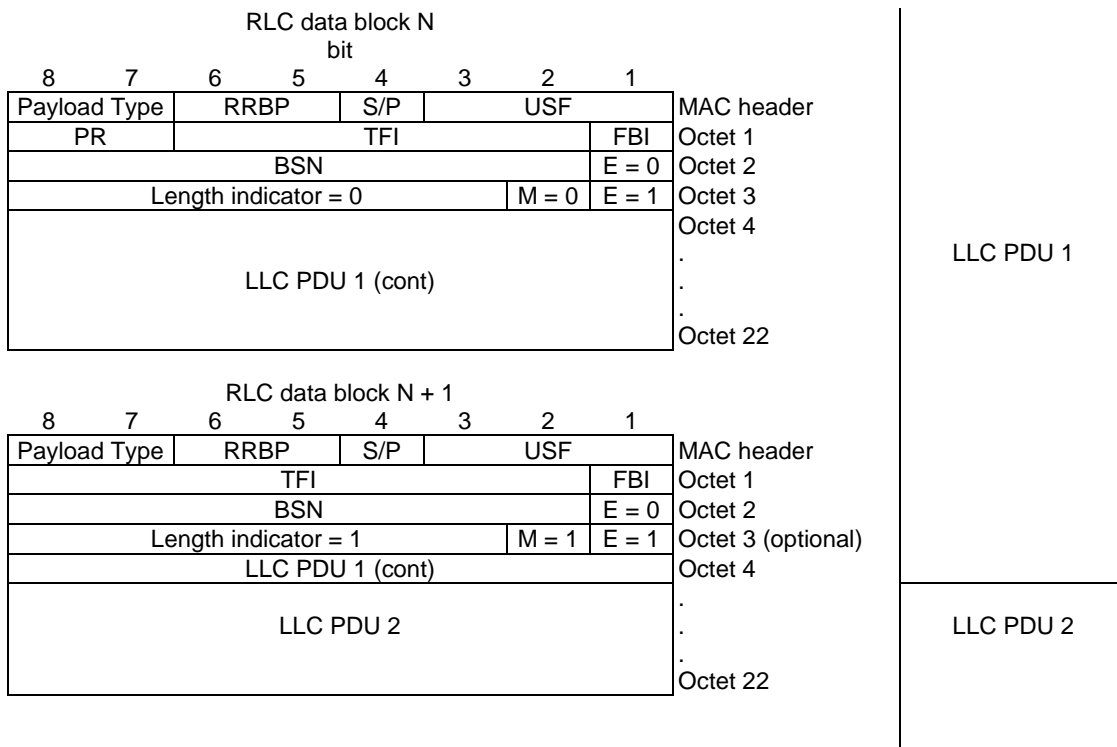 RLC data block N
bit
8 7 6 5 4 3 2 1
Payload Type RRBP S/P USF MAC header
PR TFI FBI Octet 1
BSN E = 0 Octet 2
Length indicator = 0 M = 0 E = 1 Octet 3
Octet 4
.
LLC PDU 1 (cont) .
.
Octet 22
LLC PDU 1
RLC data block N + 1
8 7 6 5 4 3 2 1
Payload Type RRBP S/P USF MAC header
TFI FBI Octet 1
BSN E = 0 Octet 2
Length indicator = 1 M = 1 E = 1 Octet 3 (optional)
LLC PDU 1 (cont) Octet 4
.
LLC PDU 2 .
.
Octet 22
LLC PDU 2